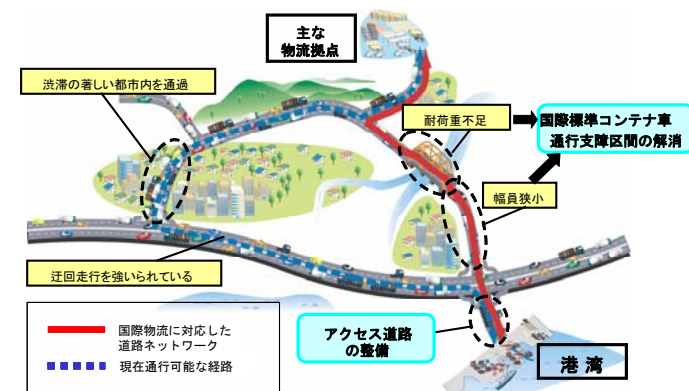 主な
物流拠点
渋滞の著しい都市内を通過
耐荷重不足
国際標準コンテナ車
通行支障区間の解消
幅員狭小
迂回走行を強いられている
国際物流に対応した
道路ネットワーク
現在通行可能な経路
アクセス道路
の整備
港湾